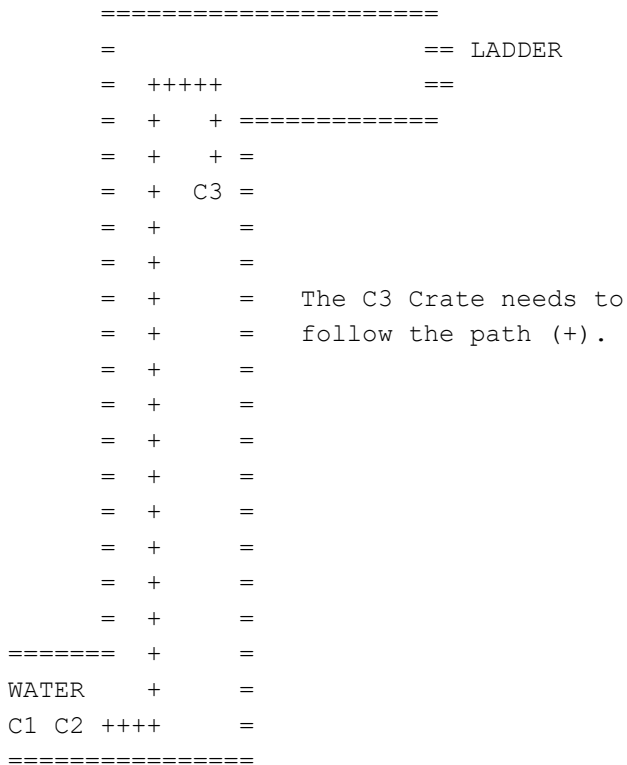 ======================
= == LADDER
= +++++ ==
= + + =============
= + + =
= + C3 =
= + =
= + =
= + = The C3 Crate needs to
= + = follow the path (+).
= + =
= + =
= + =
= + =
= + =
= + =
= + =
= + =
======= + =
WATER + =
C1 C2 ++++ =
================